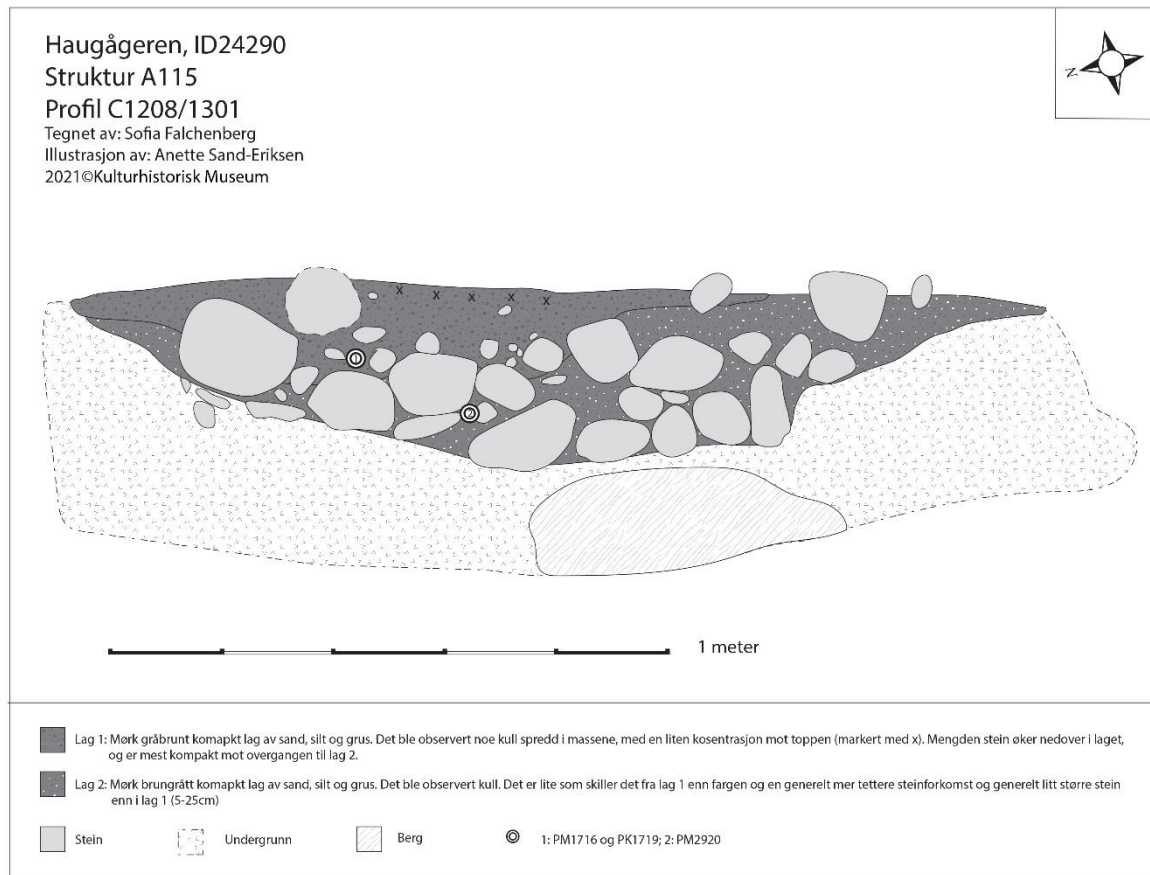 Haugågeren, ID24290
Struktur A115
Profil C1208/1301
Tegnet av: Sofia Falchenberg
Illustrasjon av: Anette Sand-Eriksen
2021©Kulturhistorisk Museum
N
x x x x x
1
2
1 meter
Lag 1: Mørk gråbrunt komapkt lag av sand, silt og grus. Det ble observert noe kull spredd i massene, med en liten kosentrasjon mot toppen (markert med x). Mengden stein øker nedover i laget,
og er mest kompakt mot overgangen til lag 2.
Lag 2: Mørk brungrått komapkt lag av sand, silt og grus. Det ble observert kull. Det er lite som skiller det fra lag 1 enn fargen og en generelt mer tettere steinforkomst og generelt litt større stein
enn i lag 1 (5-25cm)
Stein Undergrunn Berg 1: PM1716 og PK1719; 2: PM2920